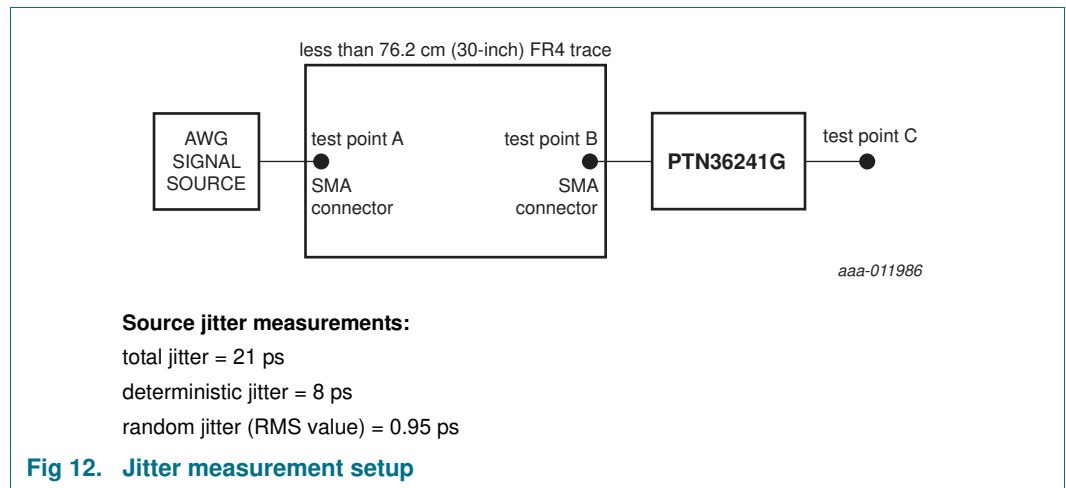 less than 76.2 cm (30-inch) FR4 trace
AWG
SIGNAL
SOURCE
test point A
SMA
connector
test point B
SMA
connector
PTN36241G
test point C
aaa-011986
Source jitter measurements:
total jitter = 21 ps
deterministic jitter = 8 ps
random jitter (RMS value) = 0.95 ps
Fig 12. Jitter measurement setup